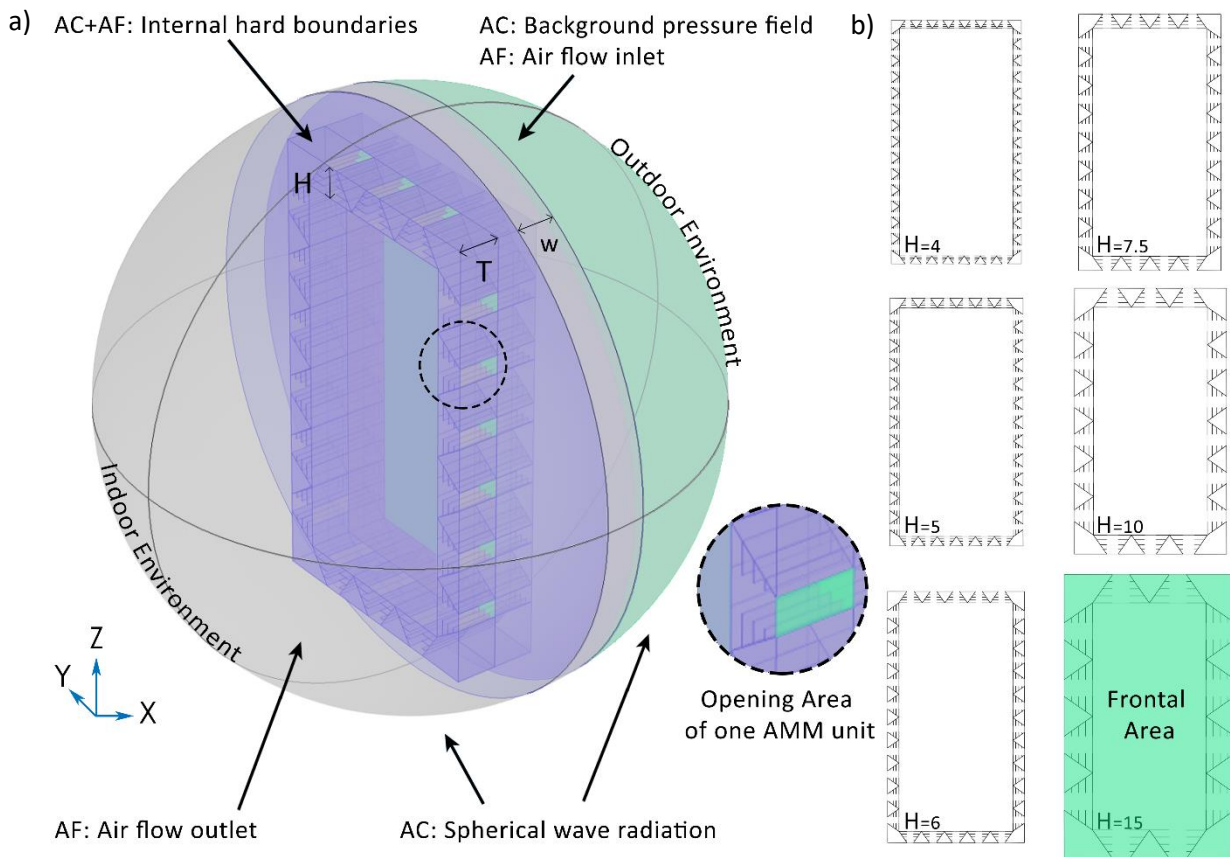 a)
AC+AF: Internal hard boundaries
AC: Background pressure field
AF: Air flow inlet
H
T
w
Outdoor Environment
Indoor Environment
Z
Y
X
Opening Area
of one AMM unit
AF: Air flow outlet
AC: Spherical wave radiation
b)
H=4
H=7.5
H=5
H=10
H=6
Frontal
Area
H=15